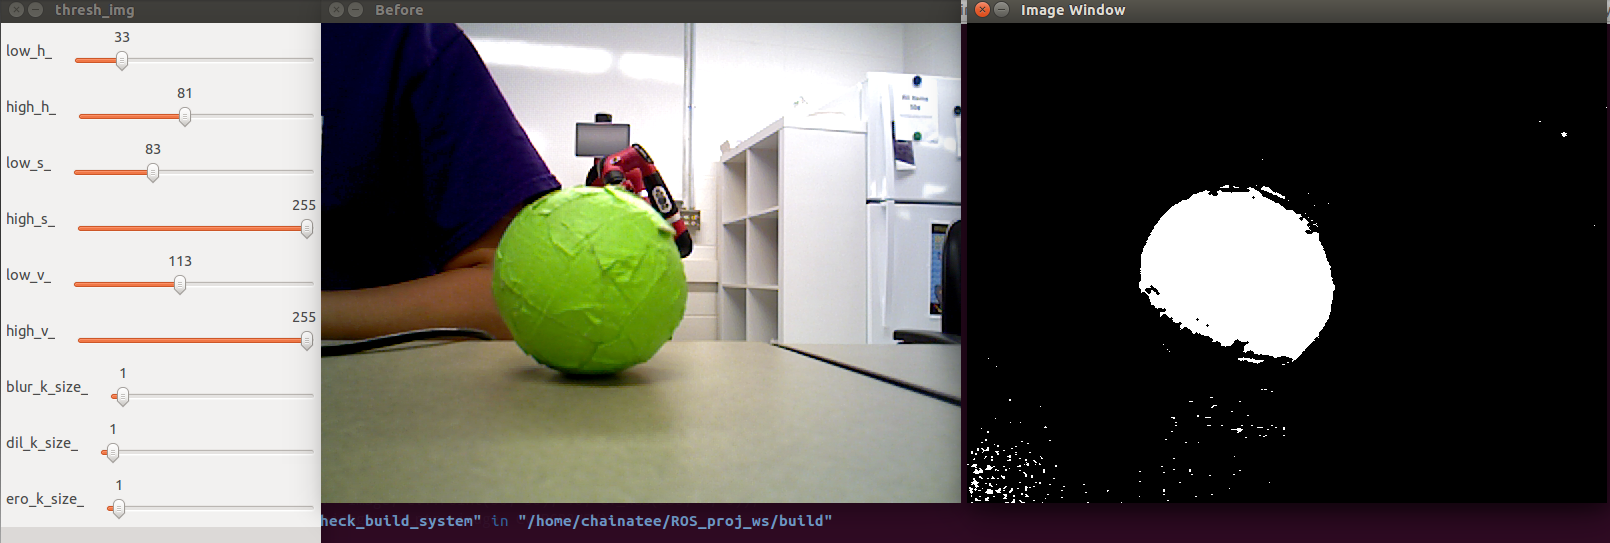 thresh_img
low_h_ 33
high_h_ 81
low_s_ 83
high_s_ 255
low_v_ 113
high_v_ 255
blur_k_size_ 1
dil_k_size_ 1
ero_k_size_ 1
Before
Image Window
heck_build_system" in "/home/chainatee/ROS_proj_ws/build"